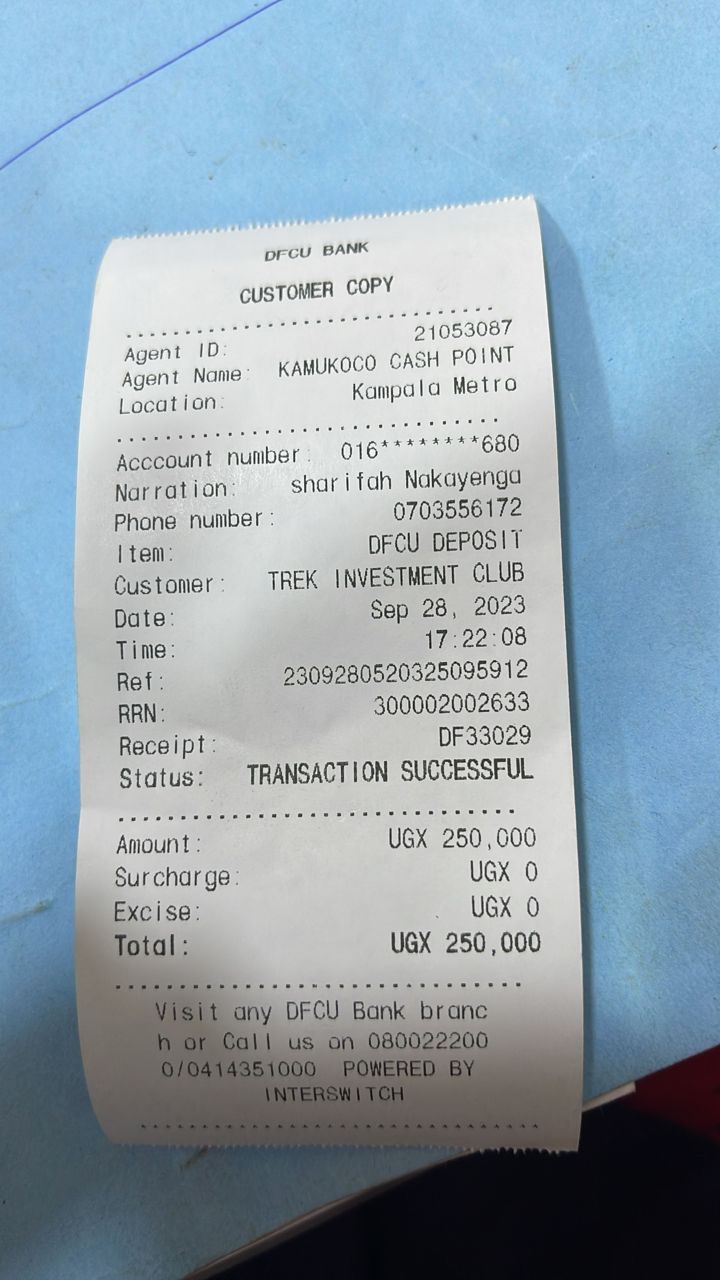 DFCU BANK
CUSTOMER COPY
Agent ID: 21053087
Agent Name: KAMUKOCO CASH POINT
Location: Kampala Metro
Acccount number: 016********680
Narration: sharifah Nakayenga
Phone number: 0703556172
Item: DFCU DEPOSIT
Customer: TREK INVESTMENT CLUB
Date: Sep 28, 2023
Time: 17:22:08
Ref: 2309280520325095912
RRN: 300002002633
Receipt: DF33029
Status: TRANSACTION SUCCESSFUL
Amount: UGX 250,000
Surcharge: UGX 0
Excise: UGX 0
Total: UGX 250,000
Visit any DFCU Bank branc
h or Call us on 080022200
0/0414351000 POWERED BY
INTERSWITCH